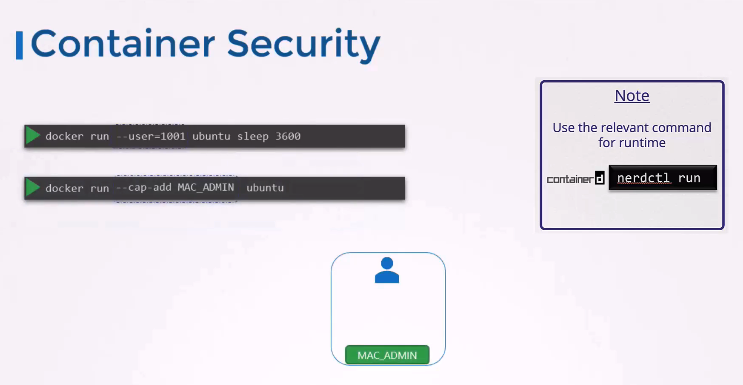 Container Security
docker run --user=1001 ubuntu sleep 3600
docker run --cap-add MAC_ADMIN ubuntu
Note
Use the relevant command
for runtime
containerd nerdctl run
MAC_ADMIN